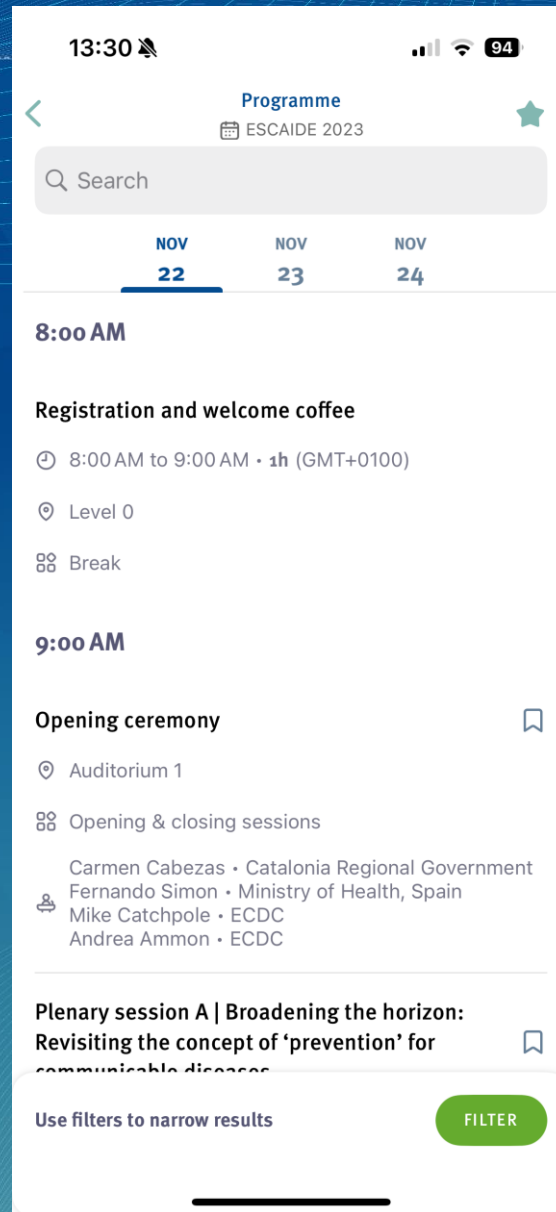 13:30
94
Programme
ESCAIDE 2023
Search
NOV NOV NOV
22 23 24
8:00 AM
Registration and welcome coffee
8:00 AM to 9:00 AM • 1h (GMT+0100)
Level 0
Break
9:00 AM
Opening ceremony
Auditorium 1
Opening & closing sessions
Carmen Cabezas • Catalonia Regional Government
Fernando Simon • Ministry of Health, Spain
Mike Catchpole • ECDC
Andrea Ammon • ECDC
Plenary session A | Broadening the horizon:
Revisiting the concept of ‘prevention’ for
communicable diseases
Use filters to narrow results
FILTER